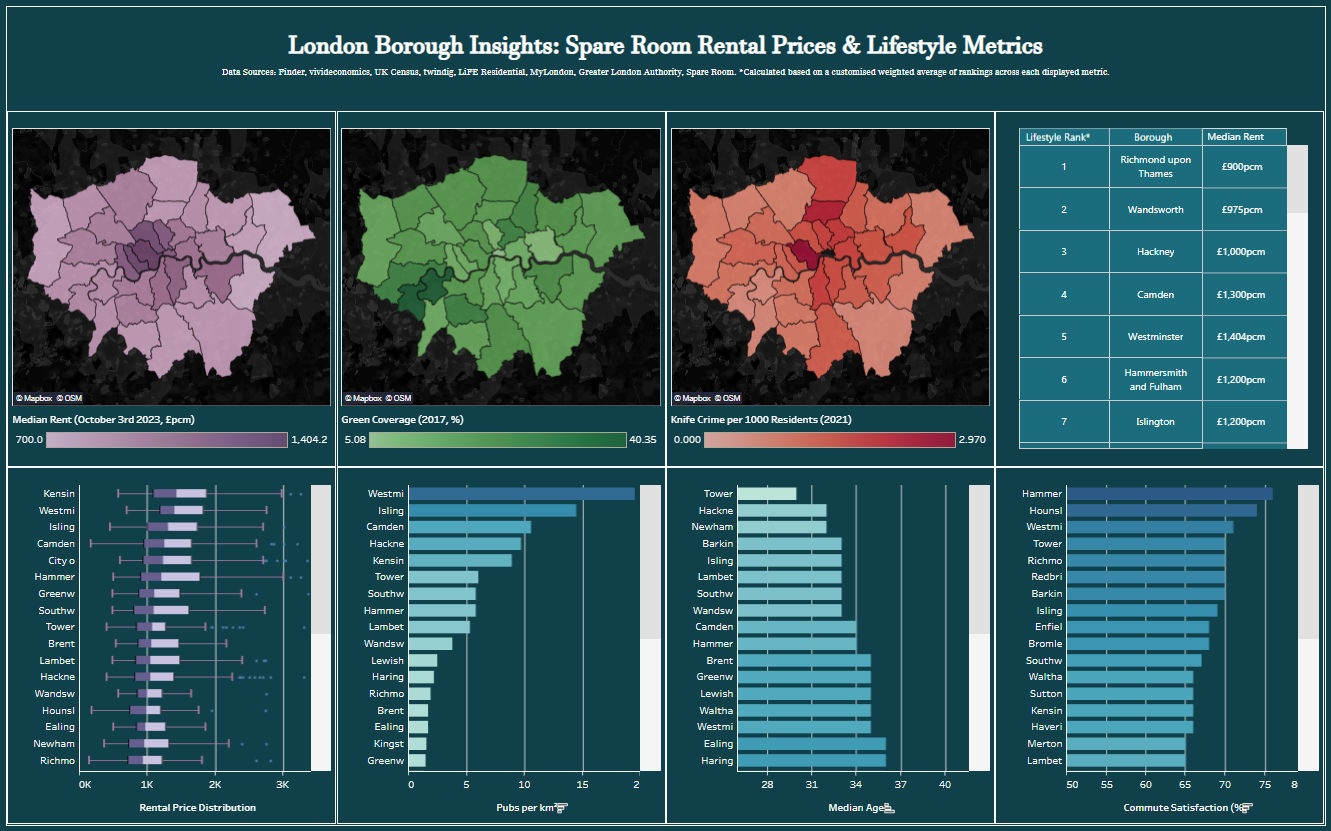 London Borough Insights: Spare Room Rental Prices & Lifestyle Metrics
Data Sources: Pinder, vivideconomics, UK Census, twindig, LiFE Residential, MyLondon, Greater London Authority, Spare Room. *Calculated based on a customised weighted average of rankings across each displayed metric.
© Mapbox © OSM
Median Rent (October 3rd 2023, £pcm)
700.0 1,404.2
© Mapbox © OSM
Green Coverage (2017, %)
5.08 40.35
© Mapbox © OSM
Knife Crime per 1000 Residents (2021)
0.000 2.970
Lifestyle Rank* Borough Median Rent
1 Richmond upon Thames £900pcm
2 Wandsworth £975pcm
3 Hackney £1,000pcm
4 Camden £1,300pcm
5 Westminster £1,404pcm
6 Hammersmith and Fulham £1,200pcm
7 Islington £1,200pcm
Kensin
Westmi
Isling
Camden
City o
Hammer
Greenw
Southw
Tower
Brent
Lambet
Hackne
Wandsw
Hounsl
Ealing
Newham
Richmo
0K 1K 2K 3K
Rental Price Distribution
Westmi
Isling
Camden
Hackne
Kensin
Tower
Southw
Hammer
Lambet
Wandsw
Lewish
Haring
Richmo
Brent
Ealing
Kingst
Greenw
0 5 10 15 2
Pubs per km²
Tower
Hackne
Newham
Barkin
Isling
Lambet
Southw
Wandsw
Camden
Hammer
Brent
Greenw
Lewish
Waltha
Westmi
Ealing
Haring
28 31 34 37 40
Median Age
Hammer
Hounsl
Westmi
Tower
Richmo
Redbri
Barkin
Isling
Enfiel
Bromle
Southw
Waltha
Sutton
Kensin
Haveri
Merton
Lambet
50 55 60 65 70 75 8
Commute Satisfaction (%